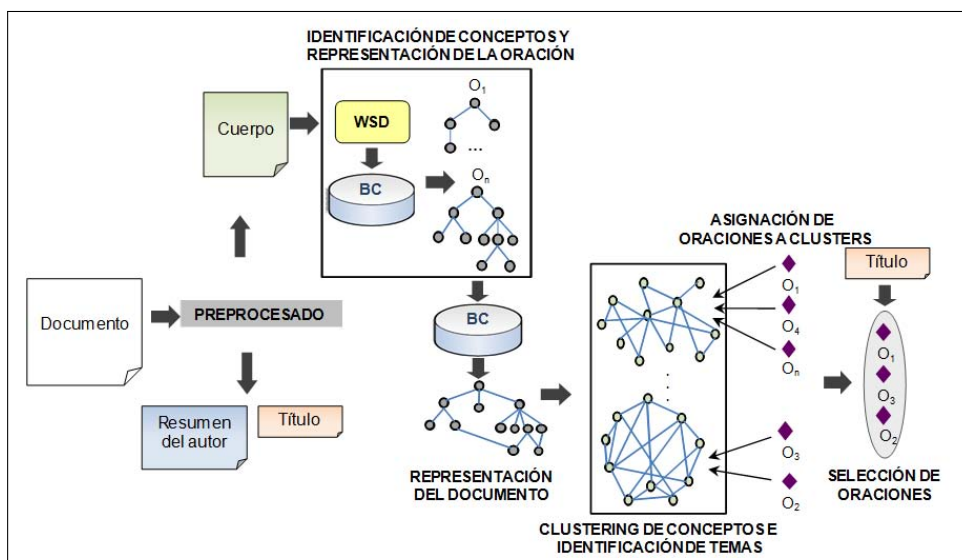 IDENTIFICACIÓN DE CONCEPTOS Y
REPRESENTACIÓN DE LA ORACIÓN
Cuerpo
WSD
BC
O1
...
On
Documento
PREPROCESADO
Resumen
del autor
Título
BC
REPRESENTACIÓN
DEL DOCUMENTO
ASIGNACIÓN DE
ORACIONES A CLUSTERS
O1
O4
On
O3
O2
CLUSTERING DE CONCEPTOS E
IDENTIFICACIÓN DE TEMAS
Título
O1
O3
O2
SELECCIÓN DE
ORACIONES